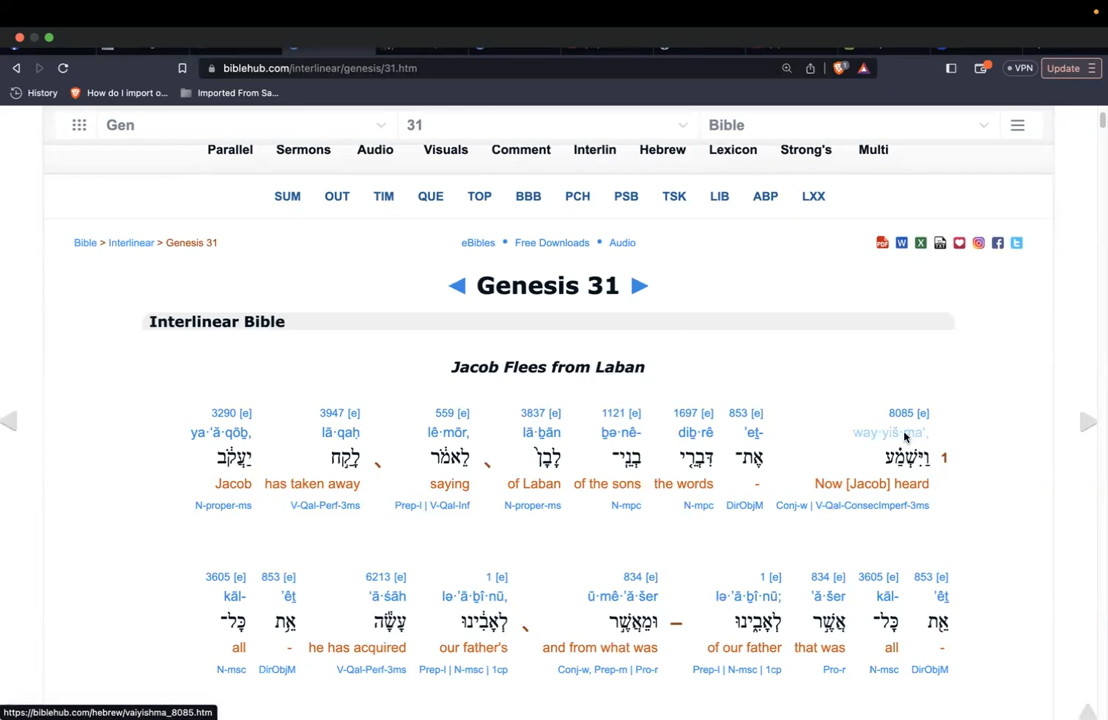 biblehub.com/interlinear/genesis/31.htm
1
VPN
Update
History
How do I import o...
Imported From Sa...
Gen
31
Bible
Parallel Sermons Audio Visuals Comment Interlin Hebrew Lexicon Strong's Multi
SUM OUT TIM QUE TOP BBB PCH PSB TSK LIB ABP LXX
Bible > Interlinear > Genesis 31
eBibles • Free Downloads • Audio
◄ Genesis 31 ►
Interlinear Bible
Jacob Flees from Laban
3290 [e] 3947 [e] 559 [e] 3837 [e] 1121 [e] 1697 [e] 853 [e] 8085 [e]
ya·‘ă·qōḇ, lā·qaḥ lê·mōr, lā·ḇān bə·nê- diḇ·rê ’eṯ- way·yiš·ma‘,
1 וַיִּשְׁמַ֗ע אֶת־ דִּבְרֵ֤י בְנֵֽי־ לָבָן֙ לֵאמֹ֔ר 、 לָקַ֣ח 、 יַעֲקֹ֔ב
Jacob has taken away saying of Laban of the sons the words - Now [Jacob] heard
N-proper-ms V-Qal-Perf-3ms Prep-l | V-Qal-Inf N-proper-ms N-mpc N-mpc DirObjM Conj-w | V-Qal-ConsecImperf-3ms
3605 [e] 853 [e] 6213 [e] 1 [e] 834 [e] 1 [e] 834 [e] 3605 [e] 853 [e]
kāl- ’êṯ ‘ā·śāh lə·’ā·ḇî·nū, ū·mê·’ă·šer lə·’ā·ḇî·nū; ’ă·šer kāl- ’êṯ
אֵ֖ת כָּל־ אֲשֶׁ֣ר לְאָבִ֑ינוּ – וּמֵאֲשֶׁ֣ר 、 לְאָבִ֔ינוּ עָשָׂ֕ה אֵ֥ת כָּל־
all - he has acquired our father's and from what was of our father that was all -
N-msc DirObjM V-Qal-Perf-3ms Prep-l | N-msc | 1cp Conj-w, Prep-m | Pro-r Prep-l | N-msc | 1cp Pro-r N-msc DirObjM
https://biblehub.com/hebrew/vaiyishma_8085.htm